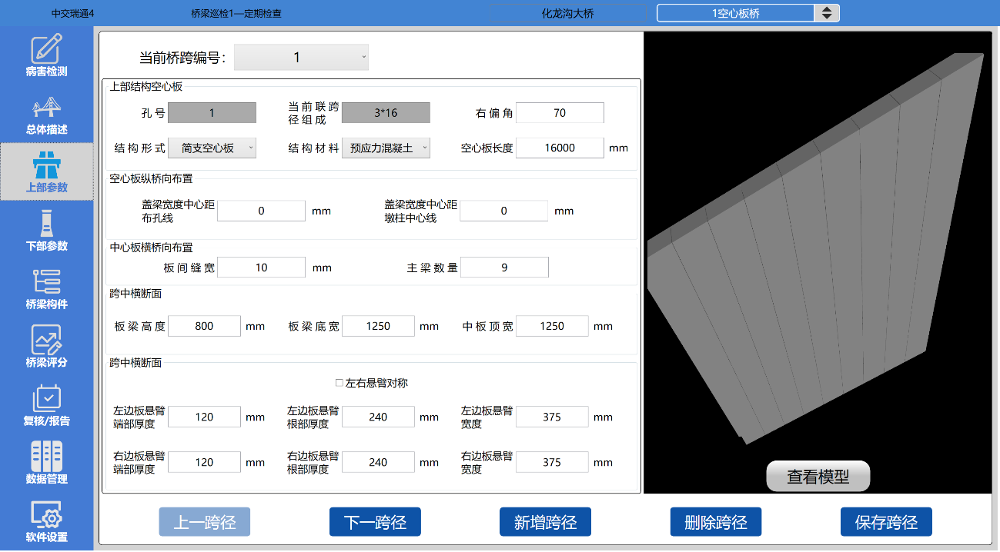 中交瑞通4
桥梁巡检1—定期检查
化龙沟大桥
1空心板桥
病害检测
总体描述
上部参数
下部参数
桥梁构件
桥梁评分
复核/报告
数据管理
软件设置
当前桥跨编号：
1
上部结构空心板
孔号
1
当前联跨
径组成
3*16
右偏角
70
结构形式
简支空心板
结构材料
预应力混凝土
空心板长度
16000
mm
空心板纵桥向布置
盖梁宽度中心距
布孔线
0
mm
盖梁宽度中心距
墩柱中心线
0
mm
中心板横桥向布置
板间缝宽
10
mm
主梁数量
9
跨中横断面
板梁高度
800
mm
板梁底宽
1250
mm
中板顶宽
1250
mm
跨中横断面
左右悬臂对称
左边板悬臂
端部厚度
120
mm
左边板悬臂
根部厚度
240
mm
左边板悬臂
宽度
375
mm
右边板悬臂
端部厚度
120
mm
右边板悬臂
根部厚度
240
mm
右边板悬臂
宽度
375
mm
查看模型
上一跨径
下一跨径
新增跨径
删除跨径
保存跨径